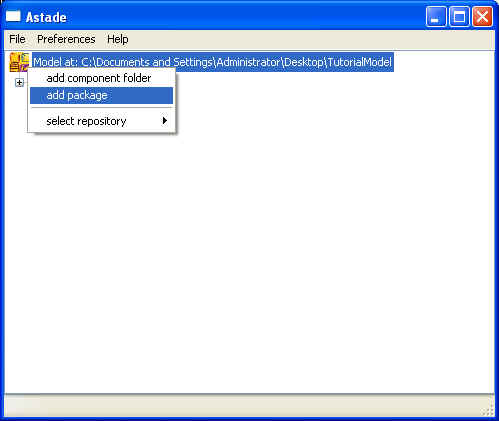 Astade
File Preferences Help
Model at: C:\Documents and Settings\Administrator\Desktop\TutorialModel
add component folder
add package
select repository